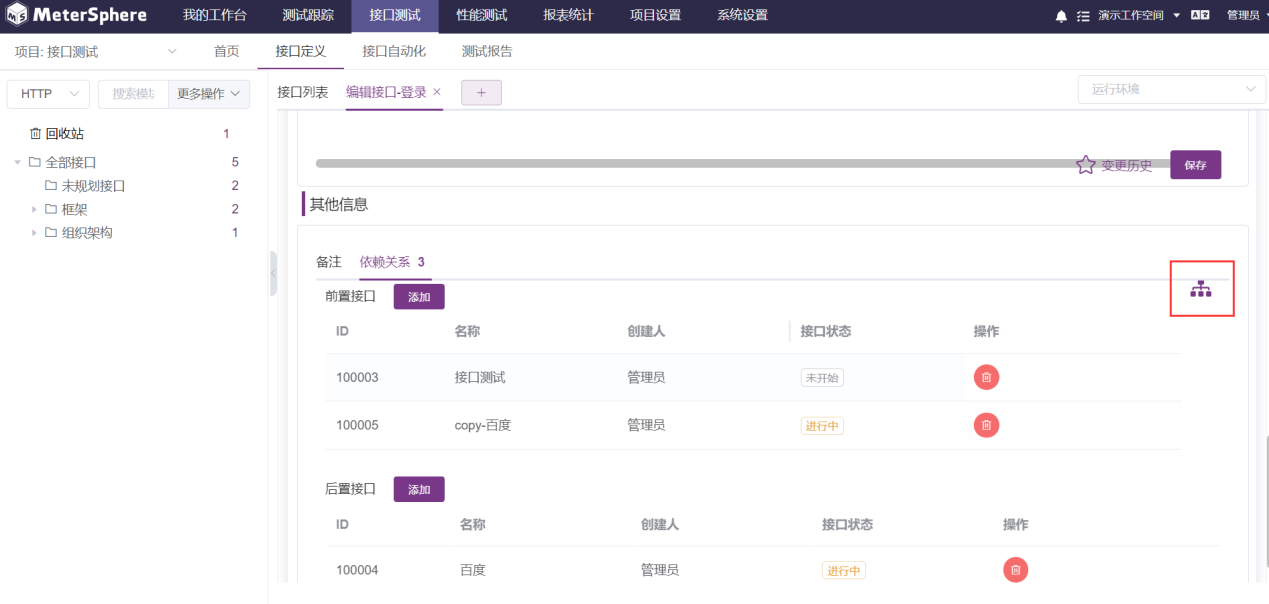 MeterSphere 我的工作台 测试跟踪 接口测试 性能测试 报表统计 项目设置 系统设置 演示工作空间 管理员
项目: 接口测试 首页 接口定义 接口自动化 测试报告
HTTP 搜索模块 更多操作 接口列表 编辑接口-登录 × + 运行环境
回收站 1
全部接口 5
未规划接口 2
框架 2
组织架构 1
变更历史 保存
其他信息
备注 依赖关系 3
前置接口 添加
ID 名称 创建人 接口状态 操作
100003 接口测试 管理员 未开始
100005 copy-百度 管理员 进行中
后置接口 添加
ID 名称 创建人 接口状态 操作
100004 百度 管理员 进行中